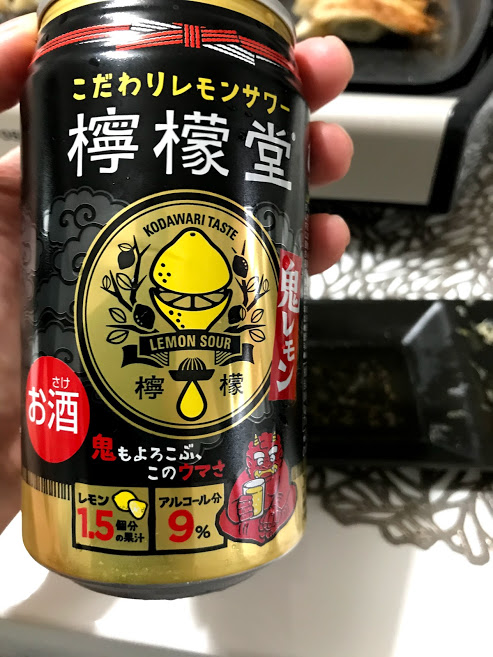 こだわりレモンサワー
檸檬堂
KODAWARI TASTE
鬼レモン
LEMON SOUR
檸檬
さけ
お酒
鬼もよろこぶ、
このウマさ
レモン
1.5個分の果汁
アルコール分
9%